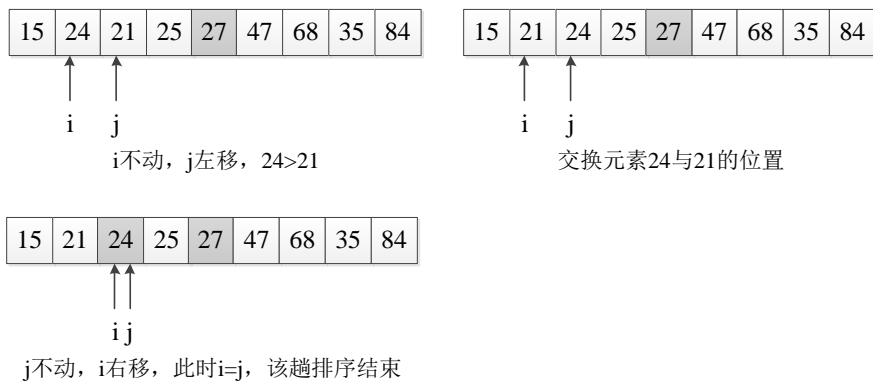 15 24 21 25 27 47 68 35 84
i j
i不动，j左移，24>21
15 21 24 25 27 47 68 35 84
i j
交换元素24与21的位置
15 21 24 25 27 47 68 35 84
i j
j不动，i右移，此时i=j，该趟排序结束